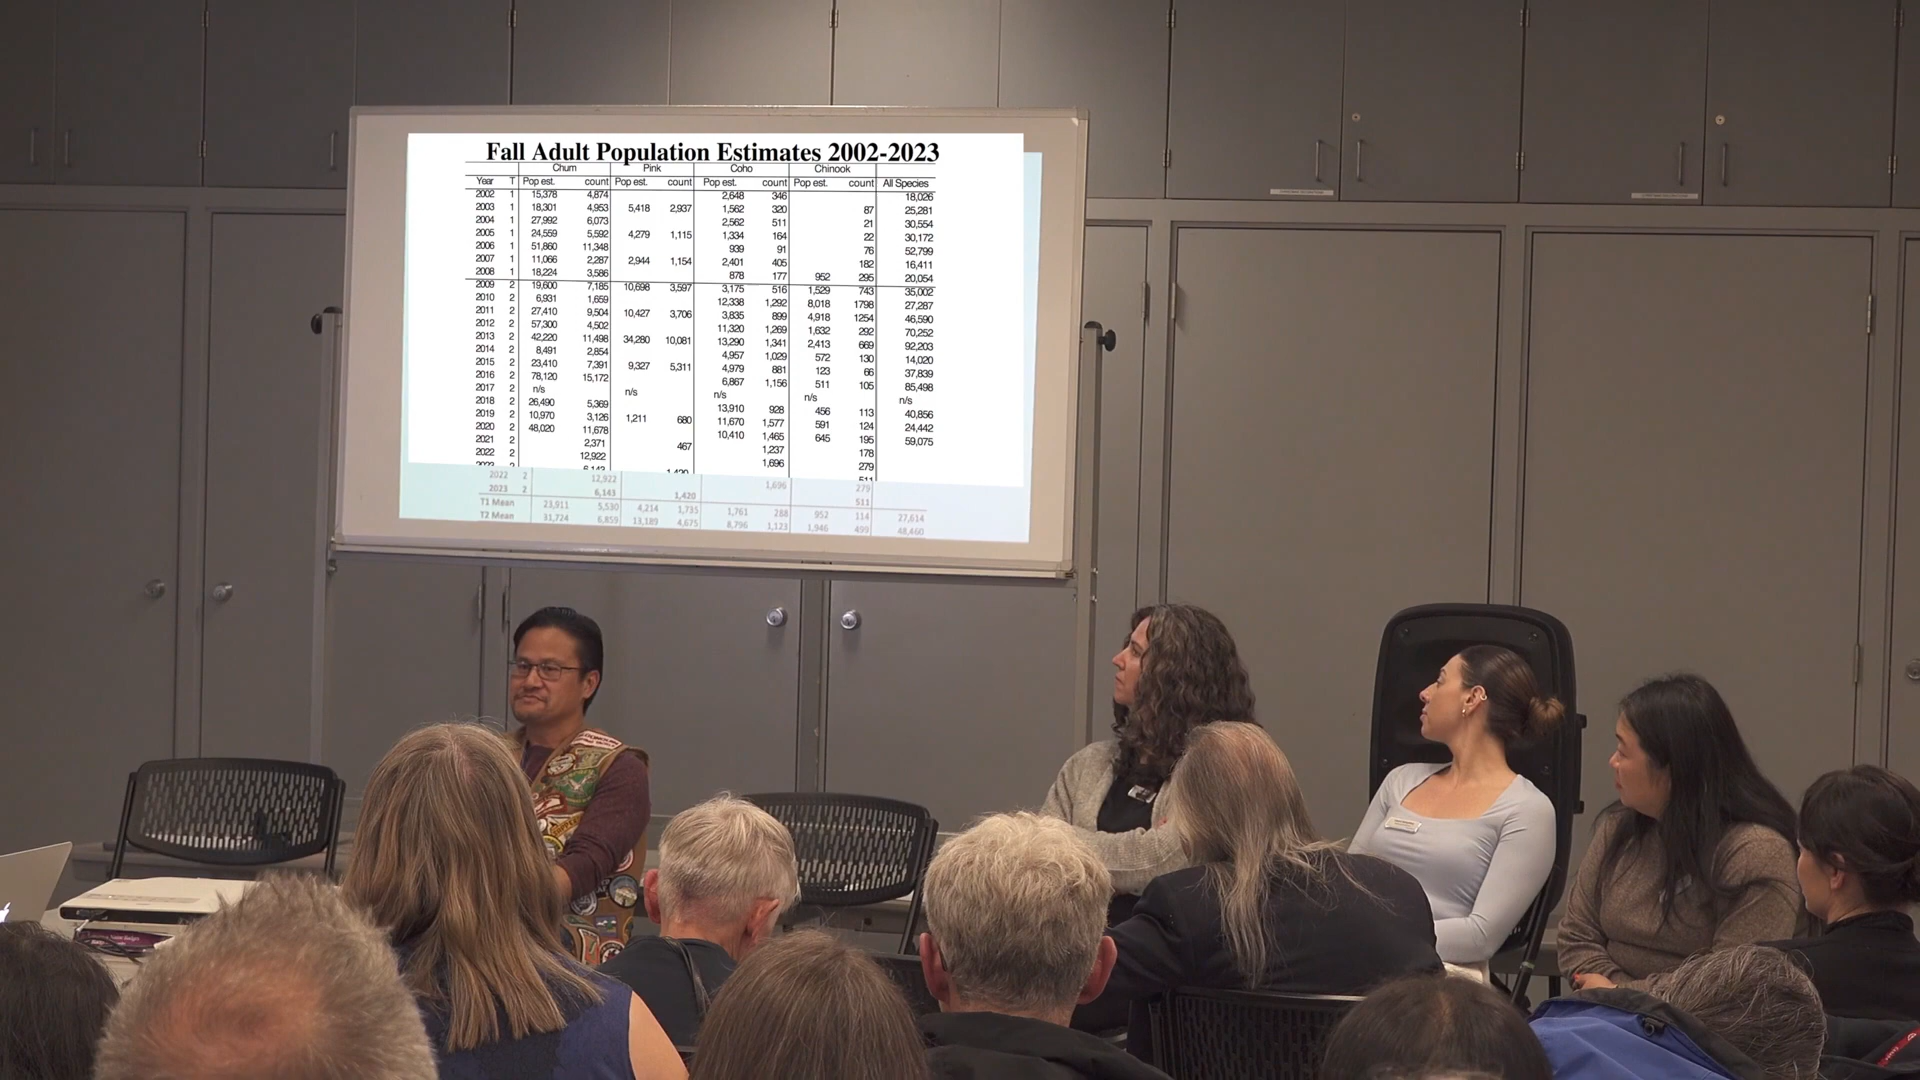 Fall Adult Population Estimates 2002-2023
Chum Pink Coho Chinook
Year T Pop est. count Pop est. count Pop est. count Pop est. count All Species
2002 1 15,378 4,874 2,648 346 18,026
2003 1 18,301 4,953 5,418 2,937 1,562 320 87 25,281
2004 1 27,992 6,073 2,562 511 21 30,554
2005 1 24,559 5,592 4,279 1,115 1,334 164 22 30,172
2006 1 51,860 11,348 939 91 76 52,799
2007 1 11,066 2,287 2,944 1,154 2,401 405 182 16,411
2008 1 18,224 3,586 878 177 952 295 20,054
2009 2 19,600 7,185 10,698 3,597 3,175 516 1,529 743 35,002
2010 2 6,931 1,659 12,338 1,292 8,018 1798 27,287
2011 2 27,410 9,504 10,427 3,706 3,835 899 4,918 1254 46,590
2012 2 57,300 4,502 11,320 1,269 1,632 292 70,252
2013 2 42,220 11,498 34,280 10,081 13,290 1,341 2,413 669 92,203
2014 2 8,491 2,854 4,957 1,029 572 130 14,020
2015 2 23,410 7,391 9,327 5,311 4,979 881 123 66 37,839
2016 2 78,120 15,172 6,867 1,156 511 105 85,498
2017 2 n/s n/s n/s n/s n/s
2018 2 26,490 5,369 13,910 928 456 113 40,856
2019 2 10,970 3,126 1,211 680 11,670 1,577 591 124 24,442
2020 2 48,020 11,678 10,410 1,465 645 195 59,075
2021 2 2,371 467 1,237 178
2022 2 12,922 1,696 279
2023 2 6,143 1,420 511
2022 2 12,922 1,696 279
2023 2 6,143 1,420 511
T1 Mean 23,911 5,530 4,214 1,735 1,761 288 952 114 27,614
T2 Mean 31,724 6,859 13,189 4,675 8,796 1,123 1,946 499 48,460